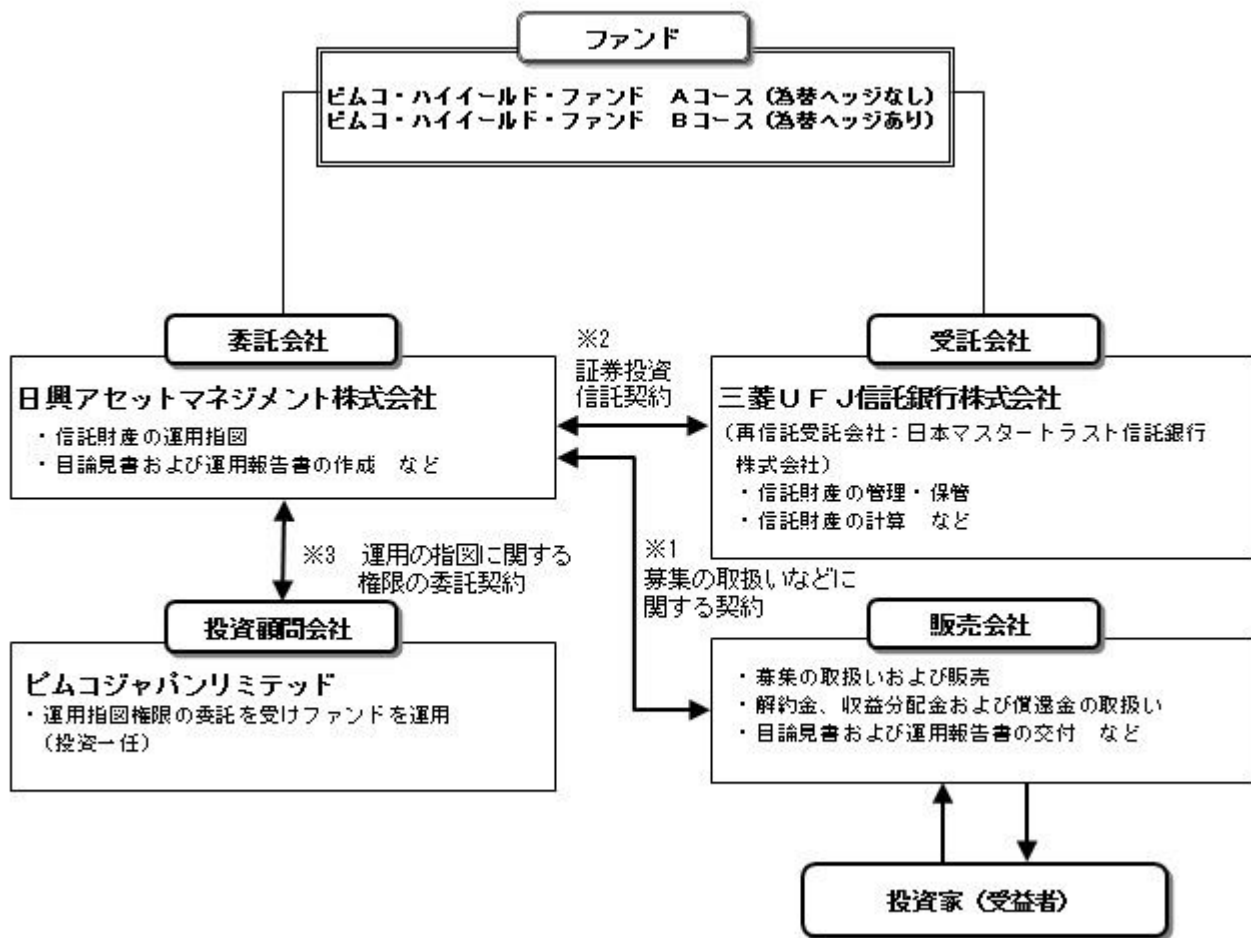 ファンド
ピムコ・ハイイールド・ファンド　Ａコース（為替ヘッジなし）
ピムコ・ハイイールド・ファンド　Ｂコース（為替ヘッジあり）
委託会社
日興アセットマネジメント株式会社
・信託財産の運用指図
・目論見書および運用報告書の作成　など
※2
証券投資
信託契約
受託会社
三菱ＵＦＪ信託銀行株式会社
（再信託受託会社：日本マスタートラスト信託銀行
株式会社）
・信託財産の管理・保管
・信託財産の計算　など
※3　運用の指図に関する
権限の委託契約
※1
募集の取扱いなどに
関する契約
投資顧問会社
ピムコジャパンリミテッド
・運用指図権限の委託を受けファンドを運用
（投資一任）
販売会社
・募集の取扱いおよび販売
・解約金、収益分配金および償還金の取扱い
・目論見書および運用報告書の交付　など
投資家（受益者）